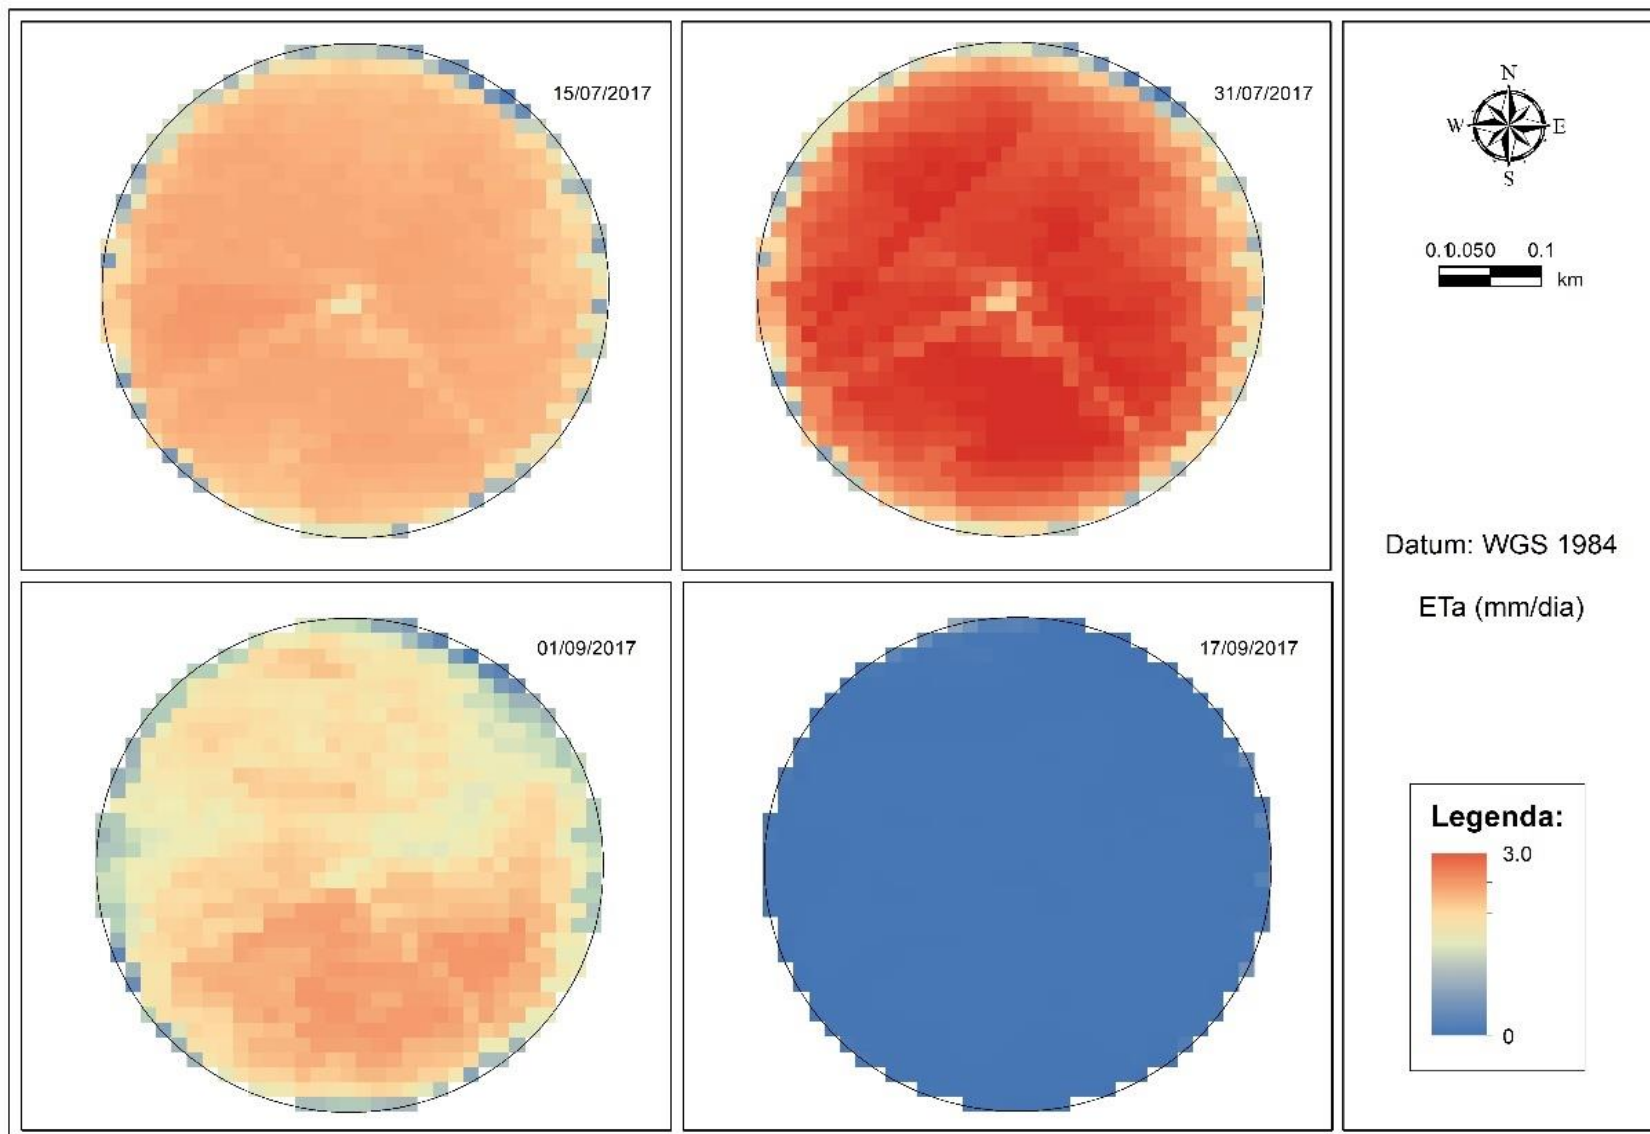 15/07/2017
31/07/2017
N
W E
S
0.10.050 0.1
km
Datum: WGS 1984
ETa (mm/dia)
01/09/2017
17/09/2017
Legenda:
3.0
0